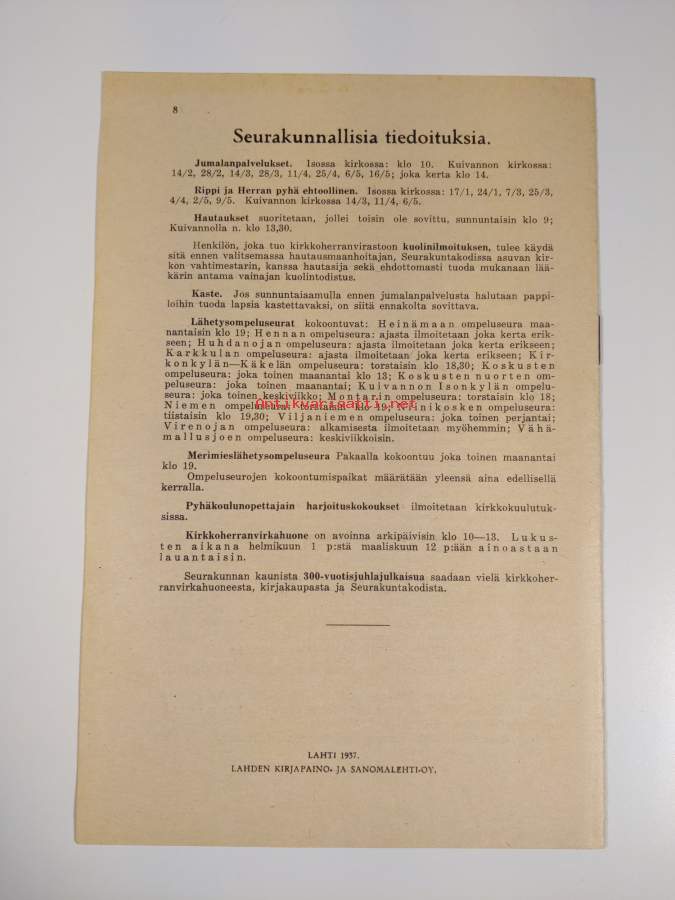 8
Seurakunnallisia tiedoituksia.
Jumalanpalvelukset. Isossa kirkossa: klo 10. Kuivannon kirkossa:
14/2, 28/2, 14/3, 28/3, 11/4, 25/4, 6/5, 16/5; joka kerta klo 14.
Rippi ja Herran pyhä ehtoollinen. Isossa kirkossa: 17/1, 24/1, 7/3, 25/3,
4/4, 2/5, 9/5. Kuivannon kirkossa 14/3, 11/4, 6/5.
Hautaukset suoritetaan, jollei toisin ole sovittu, sunnuntaisin klo 9;
Kuivannolla n. klo 13,30.
Henkilön, joka tuo kirkkoherranvirastoon kuolinilmoituksen, tulee käydä
sitä ennen valitsemassa hautausmaanhoitajan, Seurakuntakodissa asuvan kir-
kon vahtimestarin, kanssa hautasija sekä ehdottomasti tuoda mukanaan lää-
kärin antama vainajan kuolintodistus.
Kaste. Jos sunnuntaiaamulla ennen jumalanpalvelusta halutaan pappi-
loihin tuoda lapsia kastettavaksi, on siitä ennakolta sovittava.
Lähetysompeluseurat kokoontuvat: Heinämaan ompeluseura maa-
nantaisin klo 19; Hennan ompeluseura: ajasta ilmoitetaan joka kerta erik-
seen; Huhdanojan ompeluseura: ajasta ilmoitetaan joka kerta erikseen;
Karkkulan ompeluseura: ajasta ilmoitetaan joka kerta erikseen; Kir-
konkylän—Käkelän ompeluseura: torstaisin klo 18,30; Koskusten
ompeluseura: joka toinen maanantai klo 13; Koskusten nuorten om-
peluseura: joka toinen maanantai; Kuivannon Isonkylän ompelu-
seura: joka toinen keskiviikko; Montarin ompeluseura: torstaisin klo 18;
Niemen ompeluseura: torstaisin klo 19; Niinikosken ompeluseura:
antikvariaatti.net
tiistaisin klo 19,30; Viljaniemen ompeluseura: joka toinen perjantai;
Virenojan ompeluseura: alkamisesta ilmoitetaan myöhemmin; Vähä-
mallusjoen ompeluseura: keskiviikkoisin.
Merimieslähetysompeluseura Pakaalla kokoontuu joka toinen maanantai
klo 19.
Ompeluseurojen kokoontumispaikat määrätään yleensä aina edellisellä
kerralla.
Pyhäkoulunopettajain harjoituskokoukset ilmoitetaan kirkkokuulutuk-
sissa.
Kirkkoherranvirkahuone on avoinna arkipäivisin klo 10—13. Lukus-
ten aikana helmikuun 1 p:stä maaliskuun 12 p:ään ainoastaan
lauantaisin.
Seurakunnan kaunista 300-vuotisjuhlajulkaisua saadaan vielä kirkkoher-
ranvirkahuoneesta, kirjakaupasta ja Seurakuntakodista.
LAHTI 1937.
LAHDEN KIRJAPAINO- JA SANOMALEHTI-OY.